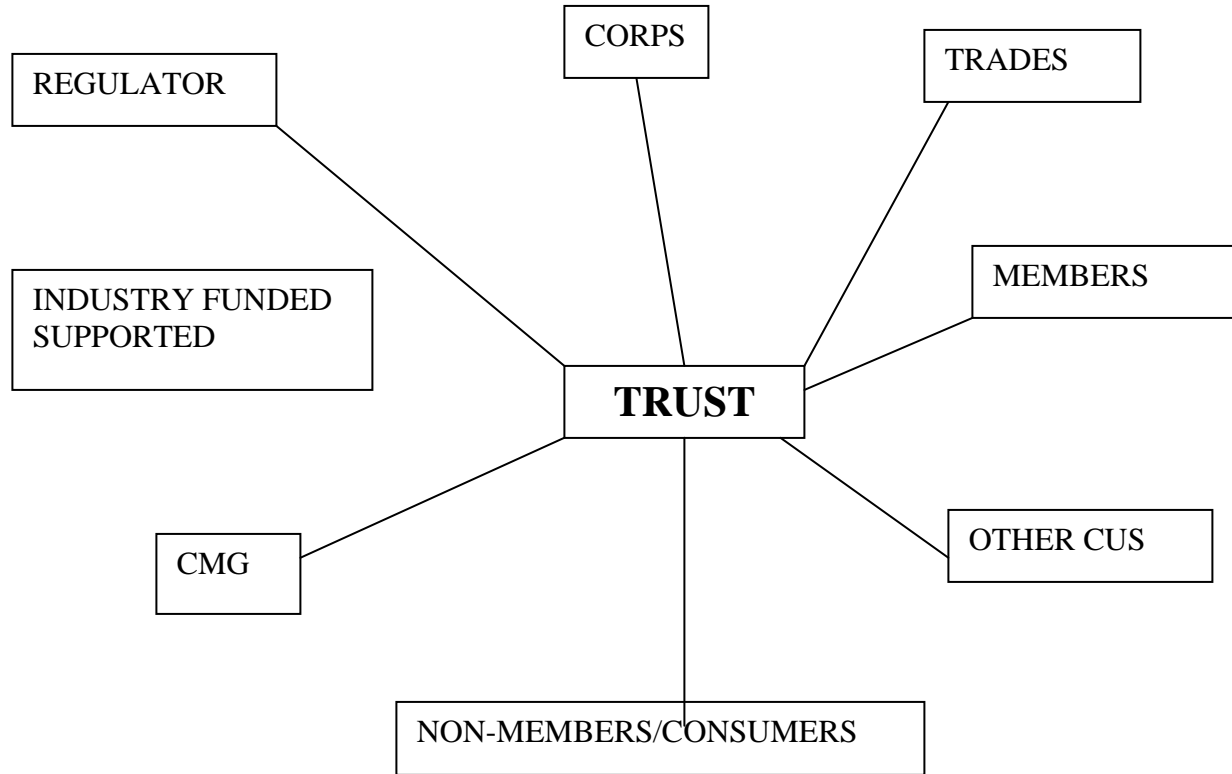 CORPS
TRADES
REGULATOR
MEMBERS
INDUSTRY FUNDED
SUPPORTED
TRUST
OTHER CUS
CMG
NON-MEMBERS/CONSUMERS